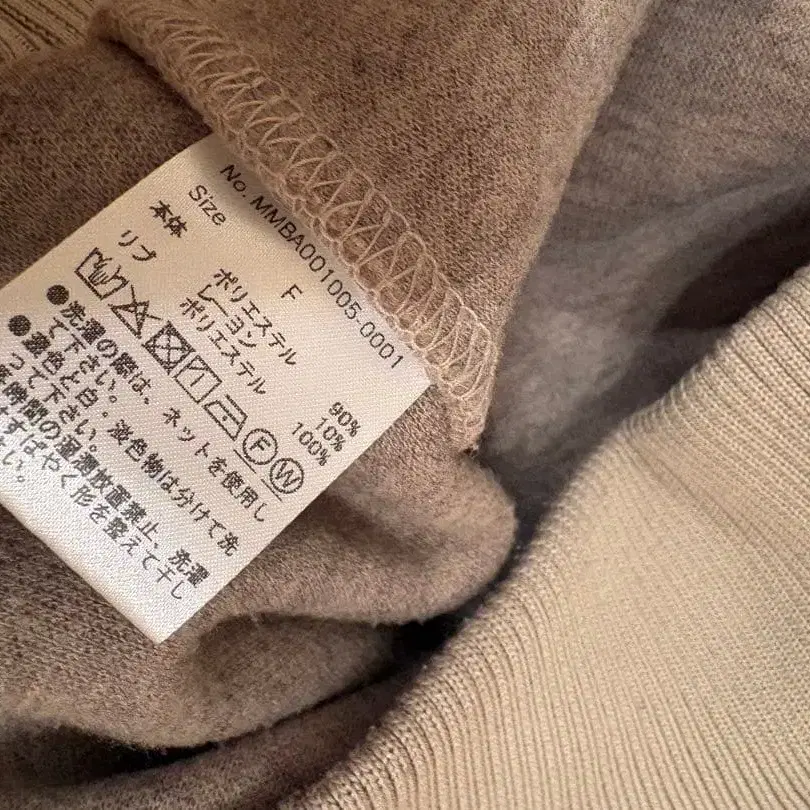 No. MMBA001005-0001
Size F
本体 ポリエステル 90%
レーヨン 10%
リブ ポリエステル 100%
F W
●洗濯の際は、ネットを使用し
て下さい。
●濃色と白・淡色物は分けて洗
って下さい。
時間の湿潤放置禁止、洗濯
すばやく形を整えて干し
い。